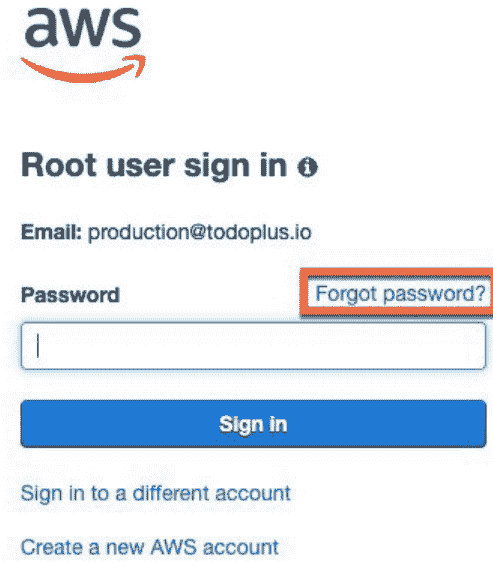 aws
Root user sign in
Email: production@todoplus.io
Password Forgot password?
Sign in
Sign in to a different account
Create a new AWS account